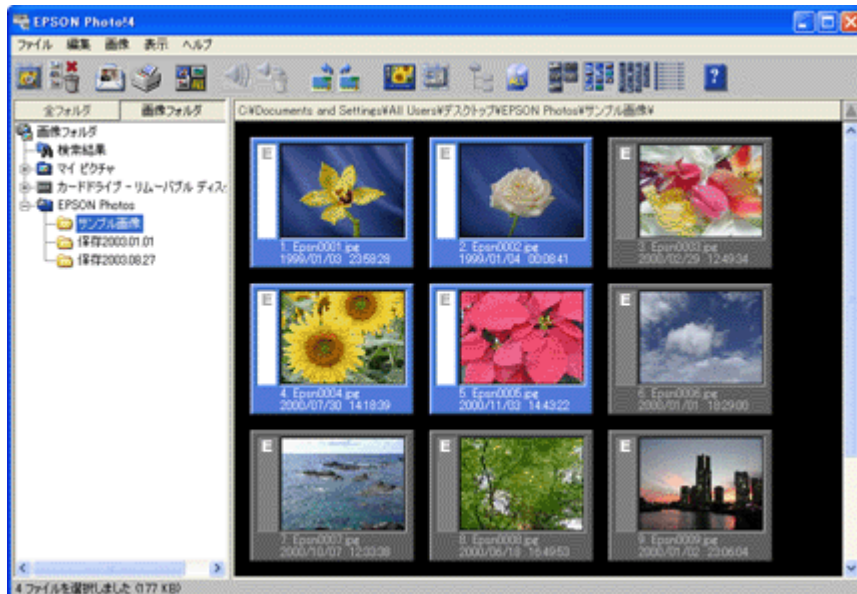 EPSON Photo!4
ファイル 編集 画像 表示 ヘルプ
全フォルダ 画像フォルダ
C:¥Documents and Settings¥All Users¥デスクトップ¥EPSON Photos¥サンプル画像¥
画像フォルダ
検索結果
マイ ピクチャ
カードドライブ - リムーバブル ディス
EPSON Photos
サンプル画像
保存2003.01.01
保存2003.08.27
E
1. Epsn0001.jpg
1999/01/03 23:59:28
E
2. Epsn0002.jpg
1999/01/04 00:08:41
E
3. Epsn0003.jpg
2000/02/29 12:49:34
E
4. Epsn0004.jpg
2000/07/30 14:18:39
E
5. Epsn0005.jpg
2000/11/03 14:43:22
E
6. Epsn0006.jpg
2000/01/01 18:29:00
E
7. Epsn0007.jpg
2000/10/07 12:33:38
E
8. Epsn0008.jpg
2000/06/18 16:49:53
E
9. Epsn0009.jpg
2000/01/02 23:06:04
4 ファイルを選択しました (177 KB)